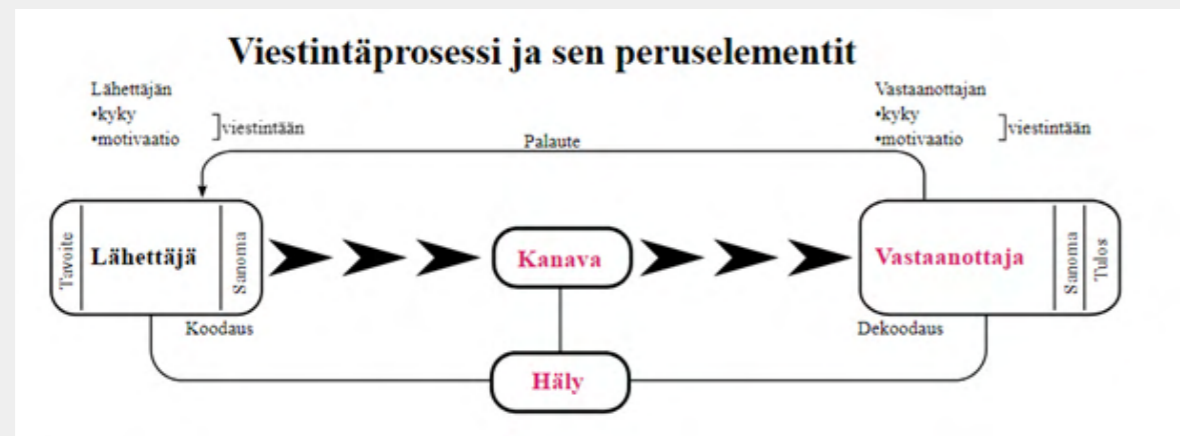 Viestintäprosessi ja sen peruselementit
Lähettäjän
•kyky
•motivaatio
]viestintään
Vastaanottajan
•kyky
•motivaatio
]viestintään
Palaute
Tavoite
Lähettäjä
Sanoma
Kanava
Vastaanottaja
Sanoma
Tulos
Koodaus
Dekoodaus
Häly